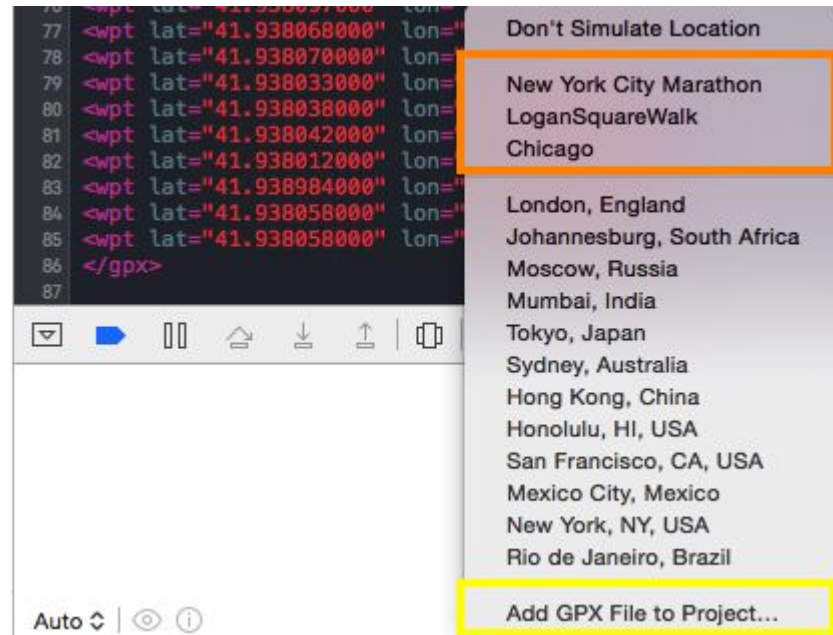 77 <wpt lat="41.938068000" lon="
78 <wpt lat="41.938070000" lon="
79 <wpt lat="41.938033000" lon="
80 <wpt lat="41.938038000" lon="
81 <wpt lat="41.938042000" lon="
82 <wpt lat="41.938012000" lon="
83 <wpt lat="41.938984000" lon="
84 <wpt lat="41.938058000" lon="
85 <wpt lat="41.938058000" lon="
86 </gpx>
87
Auto
Don't Simulate Location
New York City Marathon
LoganSquareWalk
Chicago
London, England
Johannesburg, South Africa
Moscow, Russia
Mumbai, India
Tokyo, Japan
Sydney, Australia
Hong Kong, China
Honolulu, HI, USA
San Francisco, CA, USA
Mexico City, Mexico
New York, NY, USA
Rio de Janeiro, Brazil
Add GPX File to Project...